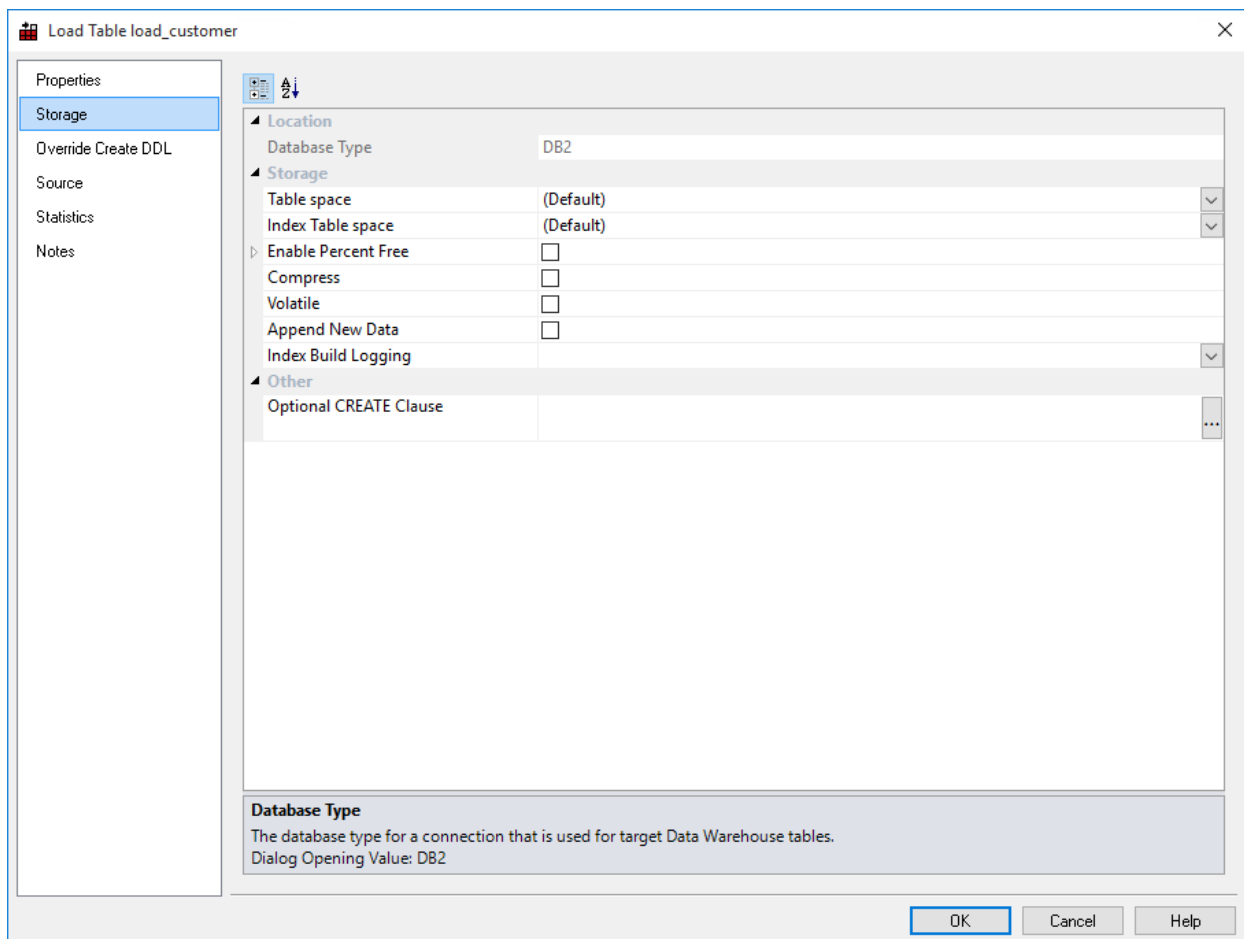 Load Table load_customer
Properties
Storage
Override Create DDL
Source
Statistics
Notes
Location
Database Type DB2
Storage
Table space (Default)
Index Table space (Default)
Enable Percent Free
Compress
Volatile
Append New Data
Index Build Logging
Other
Optional CREATE Clause
...
Database Type
The database type for a connection that is used for target Data Warehouse tables.
Dialog Opening Value: DB2
OK Cancel Help